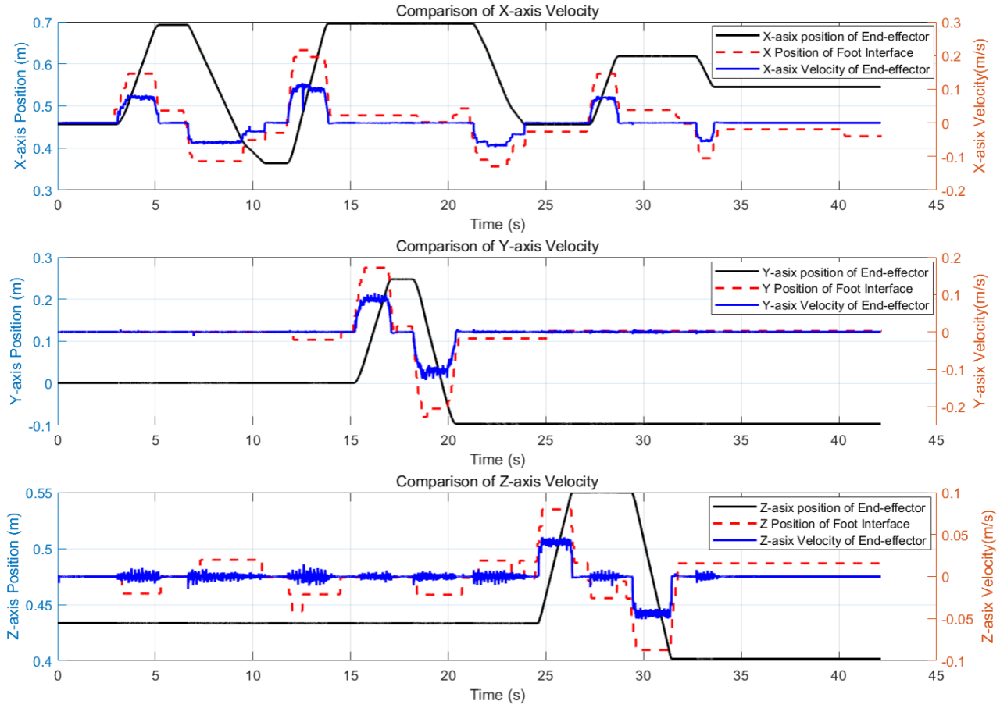 Comparison of X-axis Velocity
0.7
0.6
0.5
0.4
0.3
X-axis Position (m)
X-asix position of End-effector
X Position of Foot Interface
X-asix Velocity of End-effector
0.3
0.2
0.1
0
-0.1
-0.2
X-asix Velocity(m/s)
0 5 10 15 20 25 30 35 40 45
Time (s)
Comparison of Y-axis Velocity
0.3
0.2
0.1
0
-0.1
Y-axis Position (m)
Y-asix position of End-effector
Y Position of Foot Interface
Y-asix Velocity of End-effector
0.2
0.1
0
-0.1
-0.2
Y-asix Velocity(m/s)
0 5 10 15 20 25 30 35 40 45
Time (s)
Comparison of Z-axis Velocity
0.55
0.5
0.45
0.4
Z-axis Position (m)
Z-asix position of End-effector
Z Position of Foot Interface
Z-asix Velocity of End-effector
0.1
0.05
0
-0.05
-0.1
Z-asix Velocity(m/s)
0 5 10 15 20 25 30 35 40 45
Time (s)